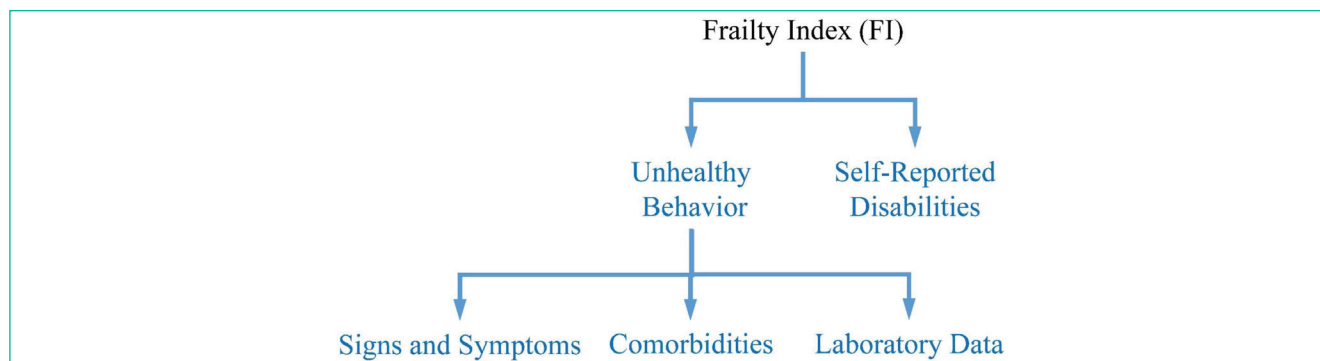 Frailty Index (FI)
Unhealthy
Behavior
Self-Reported
Disabilities
Signs and Symptoms
Comorbidities
Laboratory Data